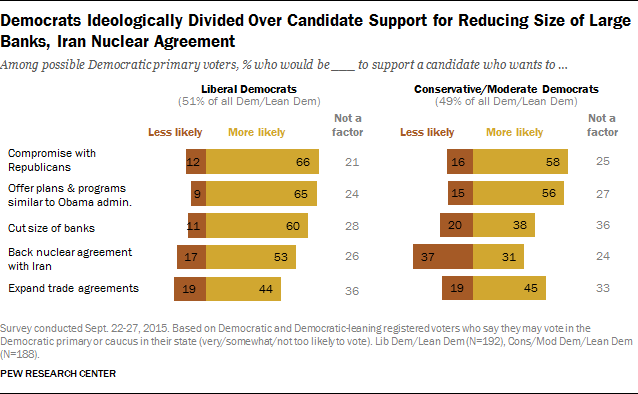 Democrats Ideologically Divided Over Candidate Support for Reducing Size of Large
Banks, Iran Nuclear Agreement
Among possible Democratic primary voters, % who would be ____ to support a candidate who wants to ...
Liberal Democrats
(51% of all Dem/Lean Dem)
Conservative/Moderate Democrats
(49% of all Dem/Lean Dem)
Less likely More likely Not a
factor
Less likely More likely Not a
factor
Compromise with
Republicans
12 66 21 16 58 25
Offer plans & programs
similar to Obama admin.
9 65 24 15 56 27
Cut size of banks 11 60 28 20 38 36
Back nuclear agreement
with Iran
17 53 26 37 31 24
Expand trade agreements 19 44 36 19 45 33
Survey conducted Sept. 22-27, 2015. Based on Democratic and Democratic-leaning registered voters who say they may vote in the
Democratic primary or caucus in their state (very/somewhat/not too likely to vote). Lib Dem/Lean Dem (N=192), Cons/Mod Dem/Lean Dem
(N=188).
PEW RESEARCH CENTER